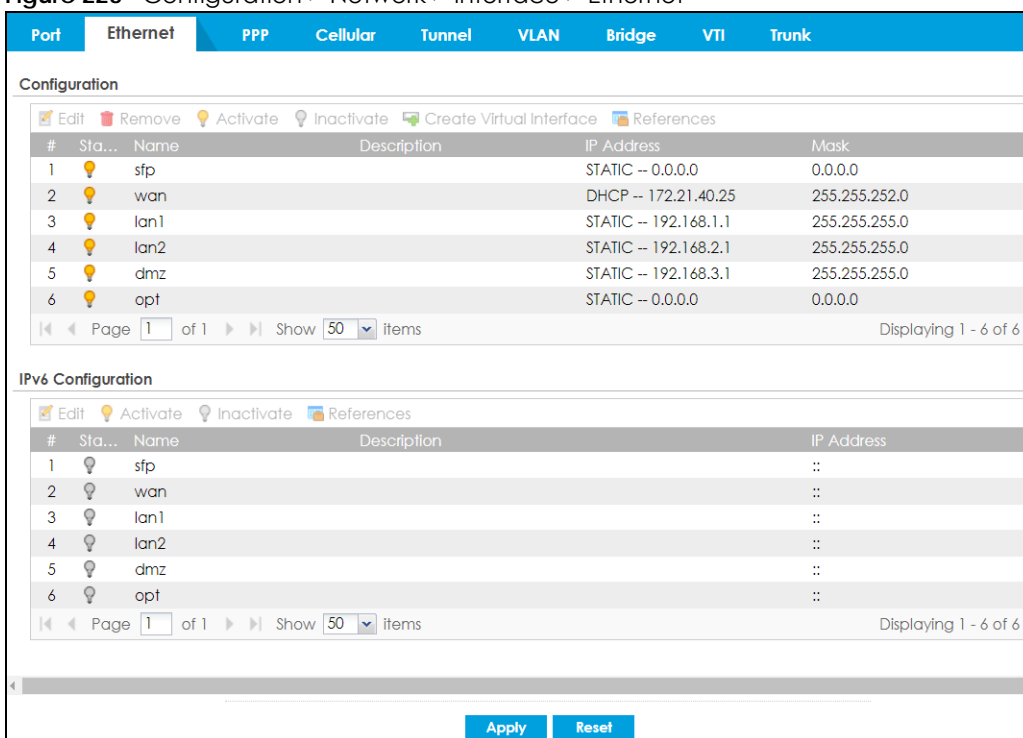 Port Ethernet PPP Cellular Tunnel VLAN Bridge VTI Trunk
Configuration
Edit Remove Activate Inactivate Create Virtual Interface References
# Sta... Name Description IP Address Mask
1 sfp STATIC -- 0.0.0.0 0.0.0.0
2 wan DHCP -- 172.21.40.25 255.255.252.0
3 lan1 STATIC -- 192.168.1.1 255.255.255.0
4 lan2 STATIC -- 192.168.2.1 255.255.255.0
5 dmz STATIC -- 192.168.3.1 255.255.255.0
6 opt STATIC -- 0.0.0.0 0.0.0.0
Page 1 of 1 Show 50 items Displaying 1 - 6 of 6
IPv6 Configuration
Edit Activate Inactivate References
# Sta... Name Description IP Address
1 sfp ::
2 wan ::
3 lan1 ::
4 lan2 ::
5 dmz ::
6 opt ::
Page 1 of 1 Show 50 items Displaying 1 - 6 of 6
Apply Reset